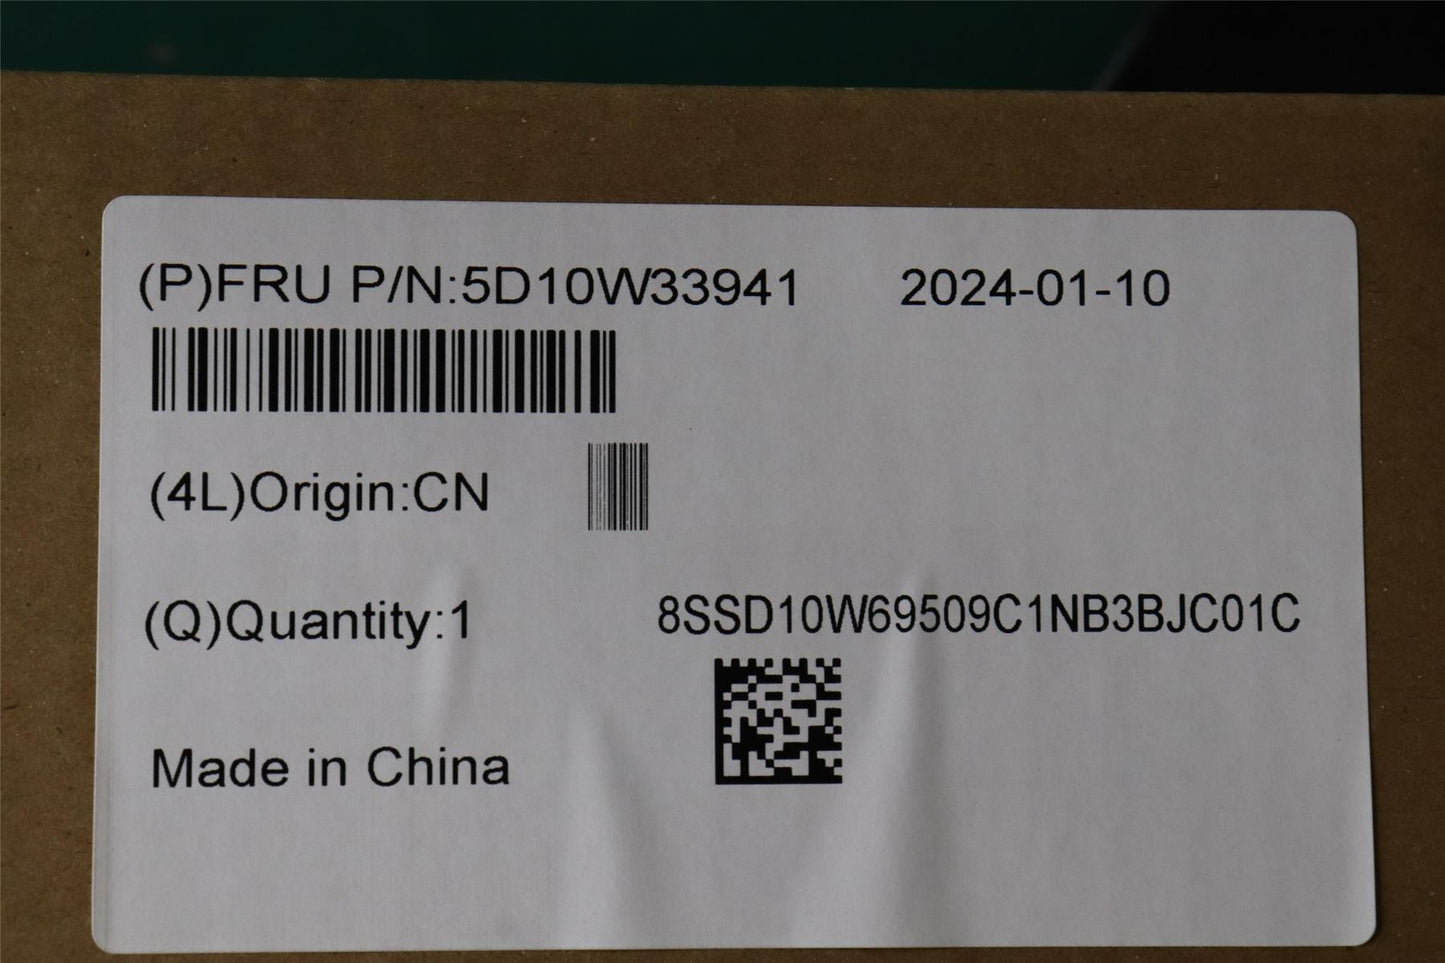 (P)FRU P/N:5D10W33941 2024-01-10
(4L)Origin:CN
(Q)Quantity:1 8SSD10W69509C1NB3BJC01C
Made in China